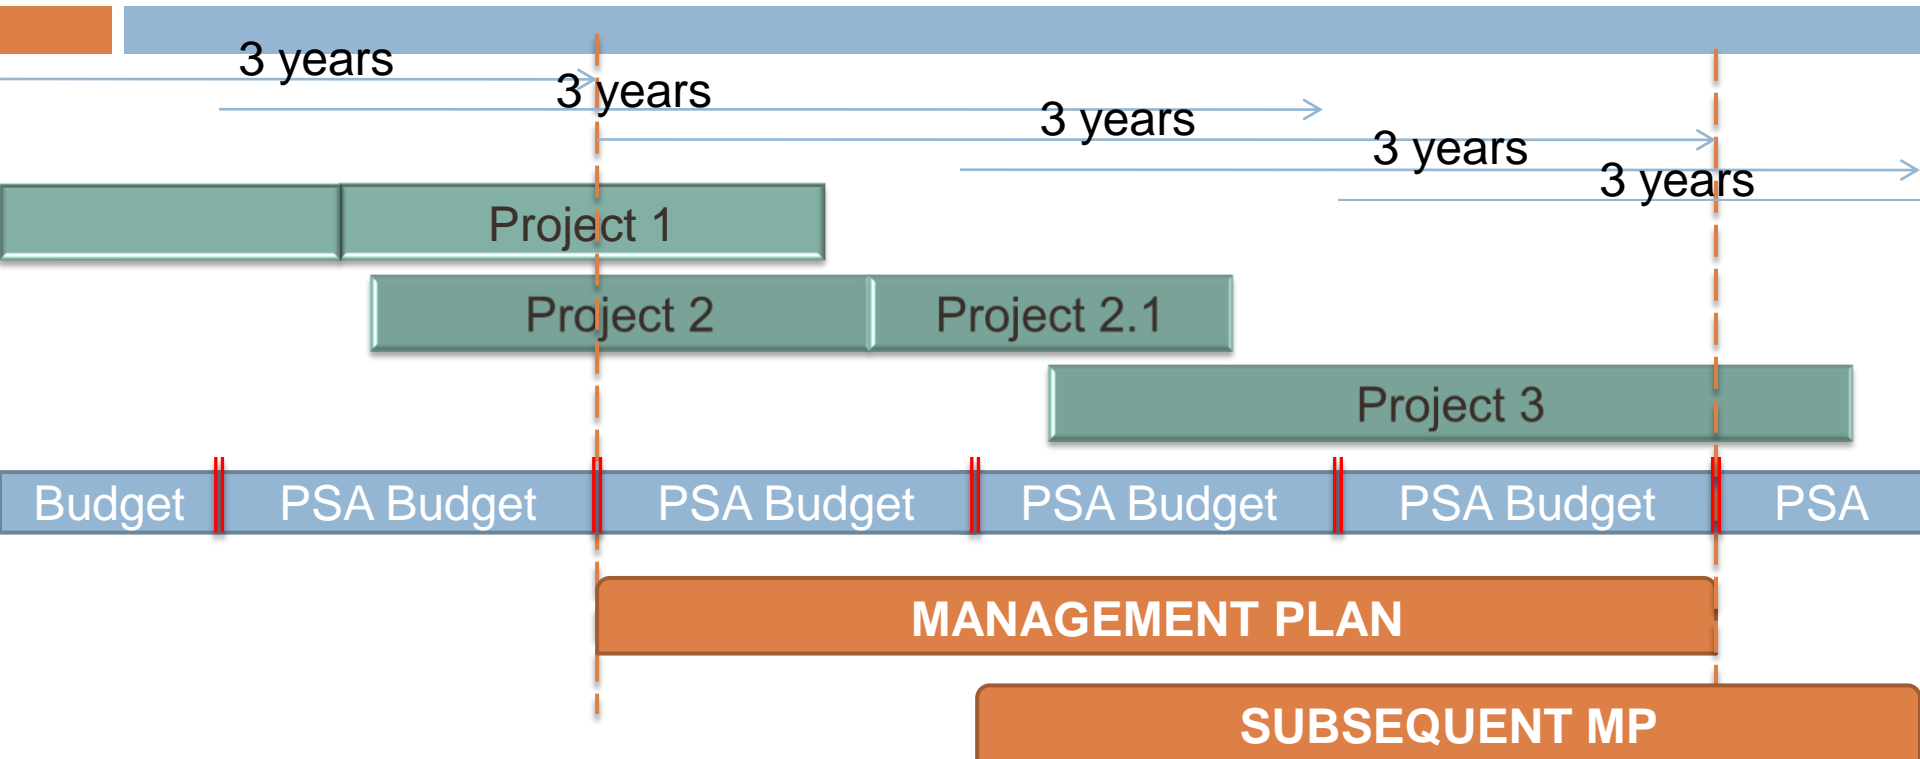 3 years
3 years
3 years
3 years
3 years
Project 1
Project 2
Project 2.1
Project 3
Budget
PSA Budget
PSA Budget
PSA Budget
PSA Budget
PSA
MANAGEMENT PLAN
SUBSEQUENT MP